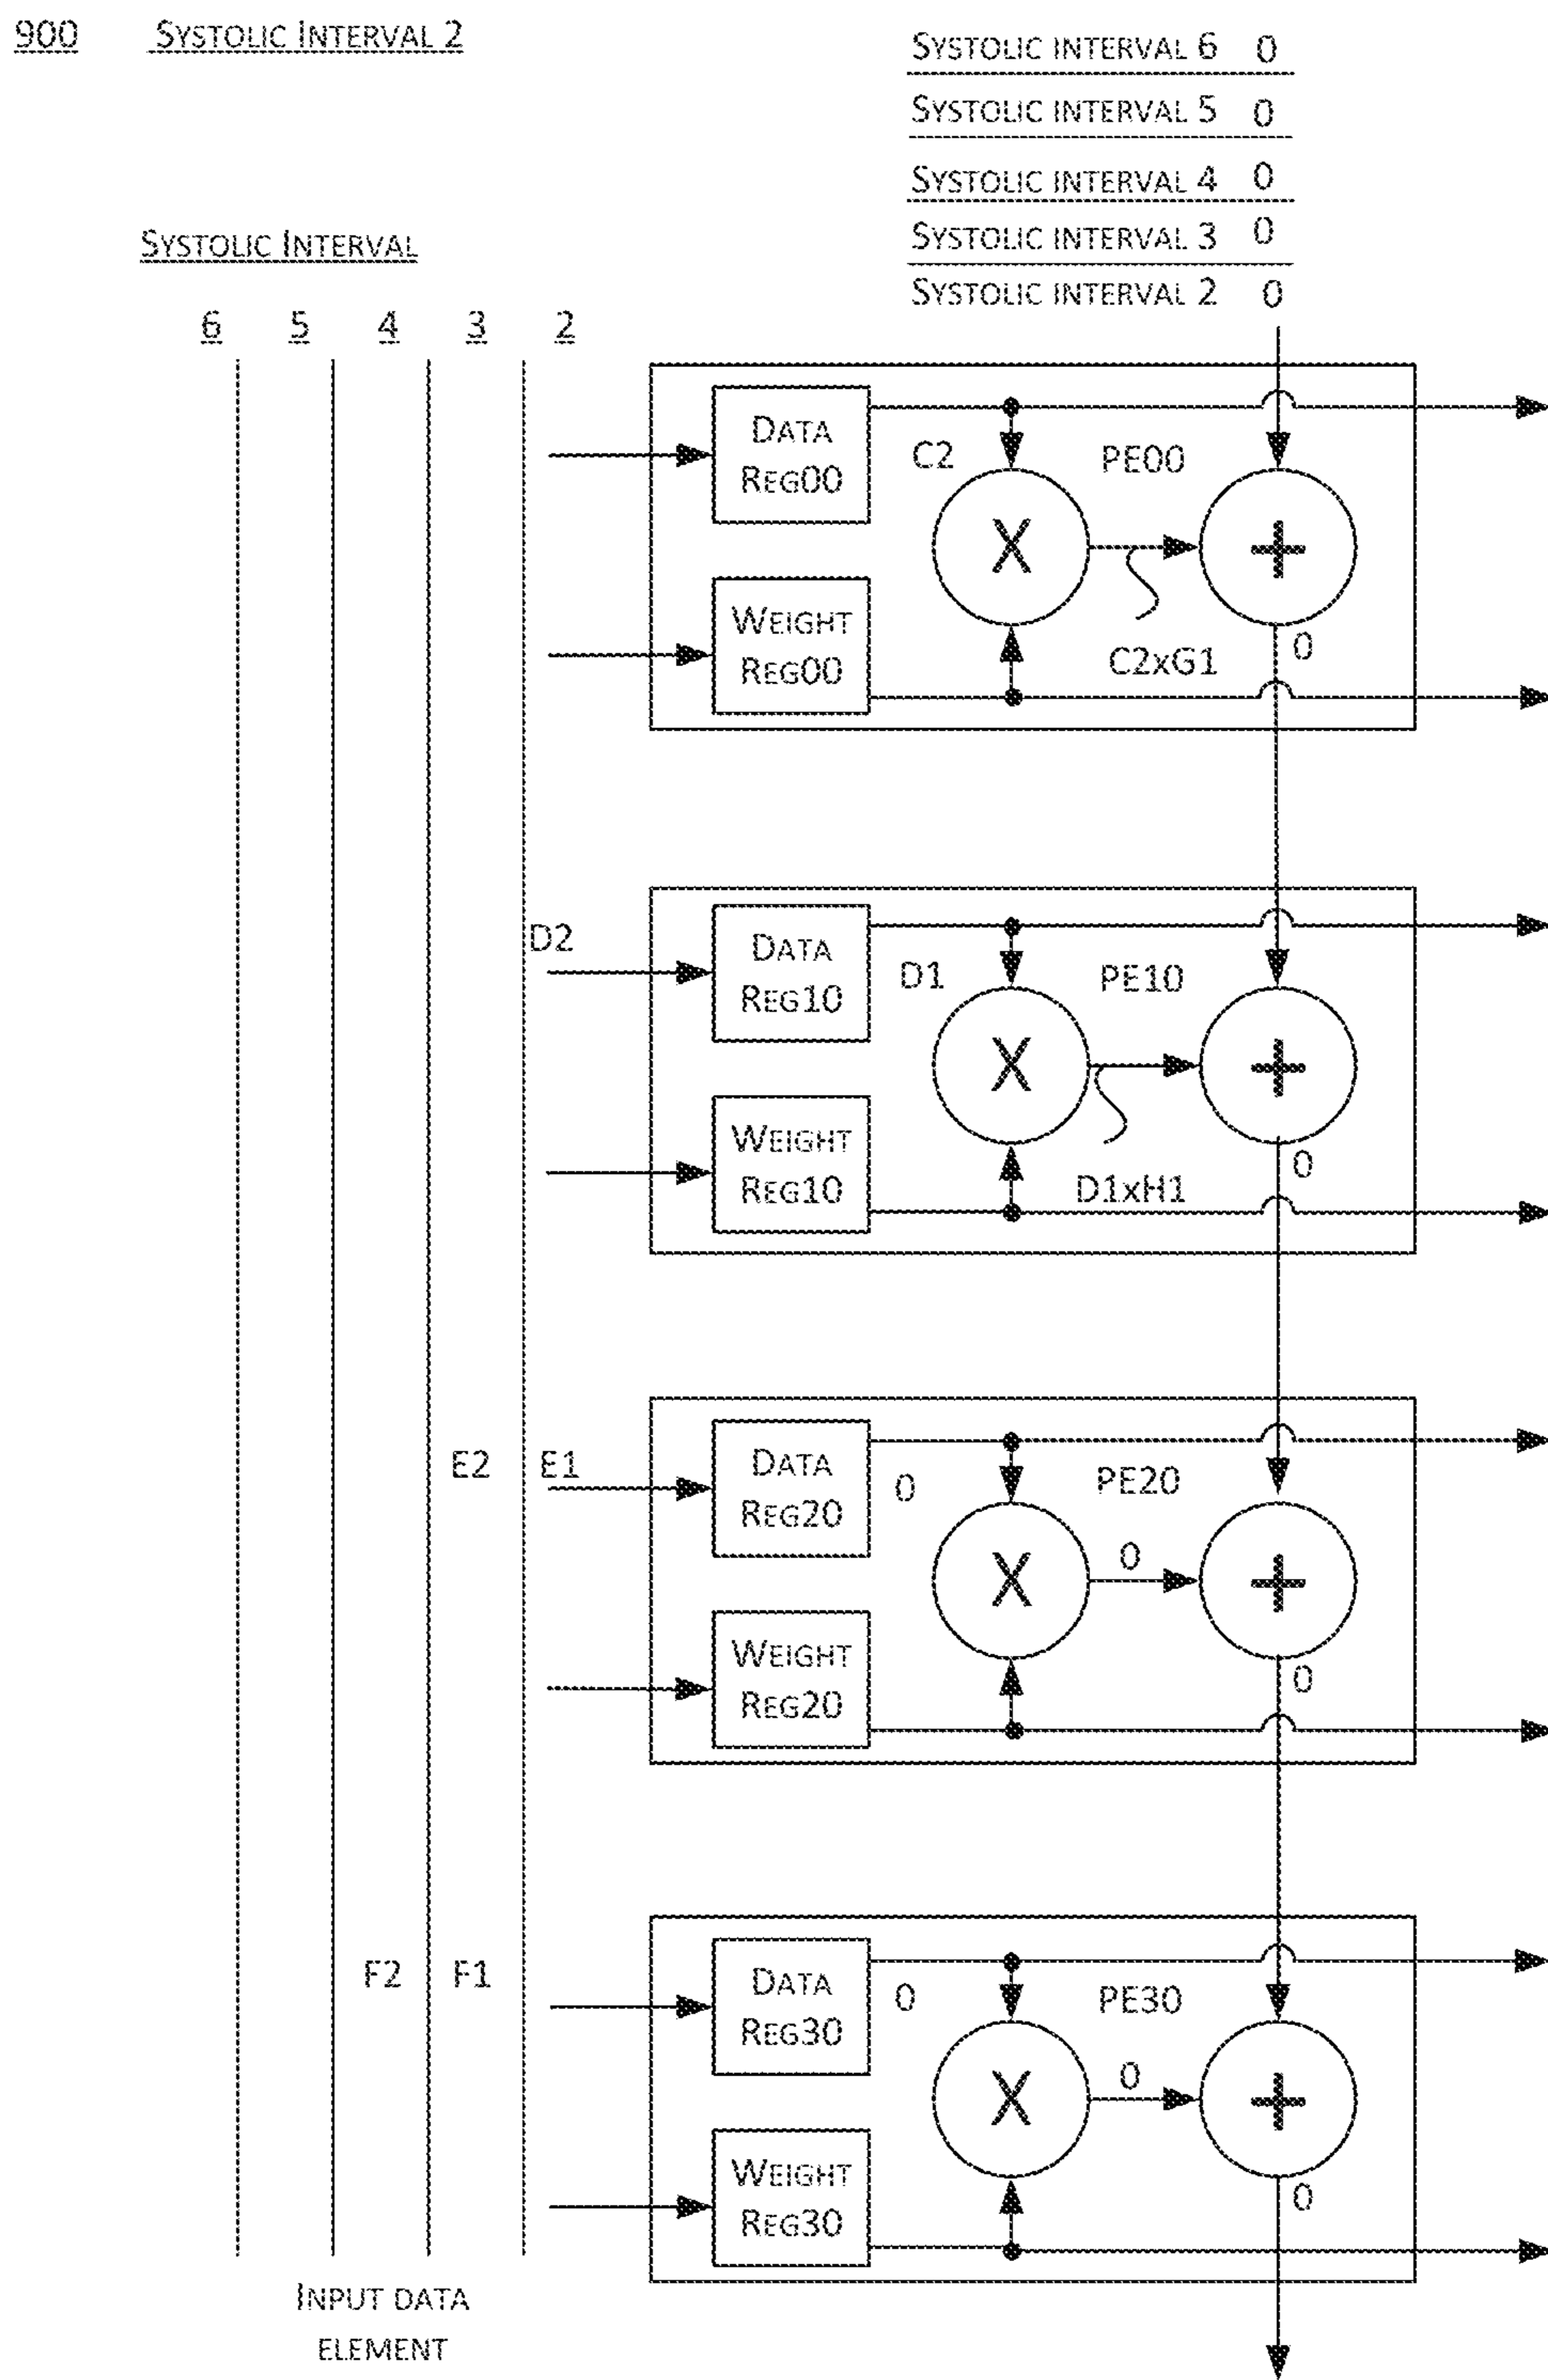 900 SYSTOLIC INTERVAL 2
SYSTOLIC INTERVAL 6 0
SYSTOLIC INTERVAL 5 0
SYSTOLIC INTERVAL 4 0
SYSTOLIC INTERVAL 3 0
SYSTOLIC INTERVAL 2 0
SYSTOLIC INTERVAL
6 5 4 3 2
DATA
REG00
C2
PE00
X
+
WEIGHT
REG00
C2xG1
0
D2
DATA
REG10
D1
PE10
X
+
WEIGHT
REG10
D1xH1
0
E2 E1
DATA
REG20
0
PE20
X
0
+
WEIGHT
REG20
0
F2 F1
DATA
REG30
0
PE30
X
0
+
WEIGHT
REG30
0
INPUT DATA
ELEMENT